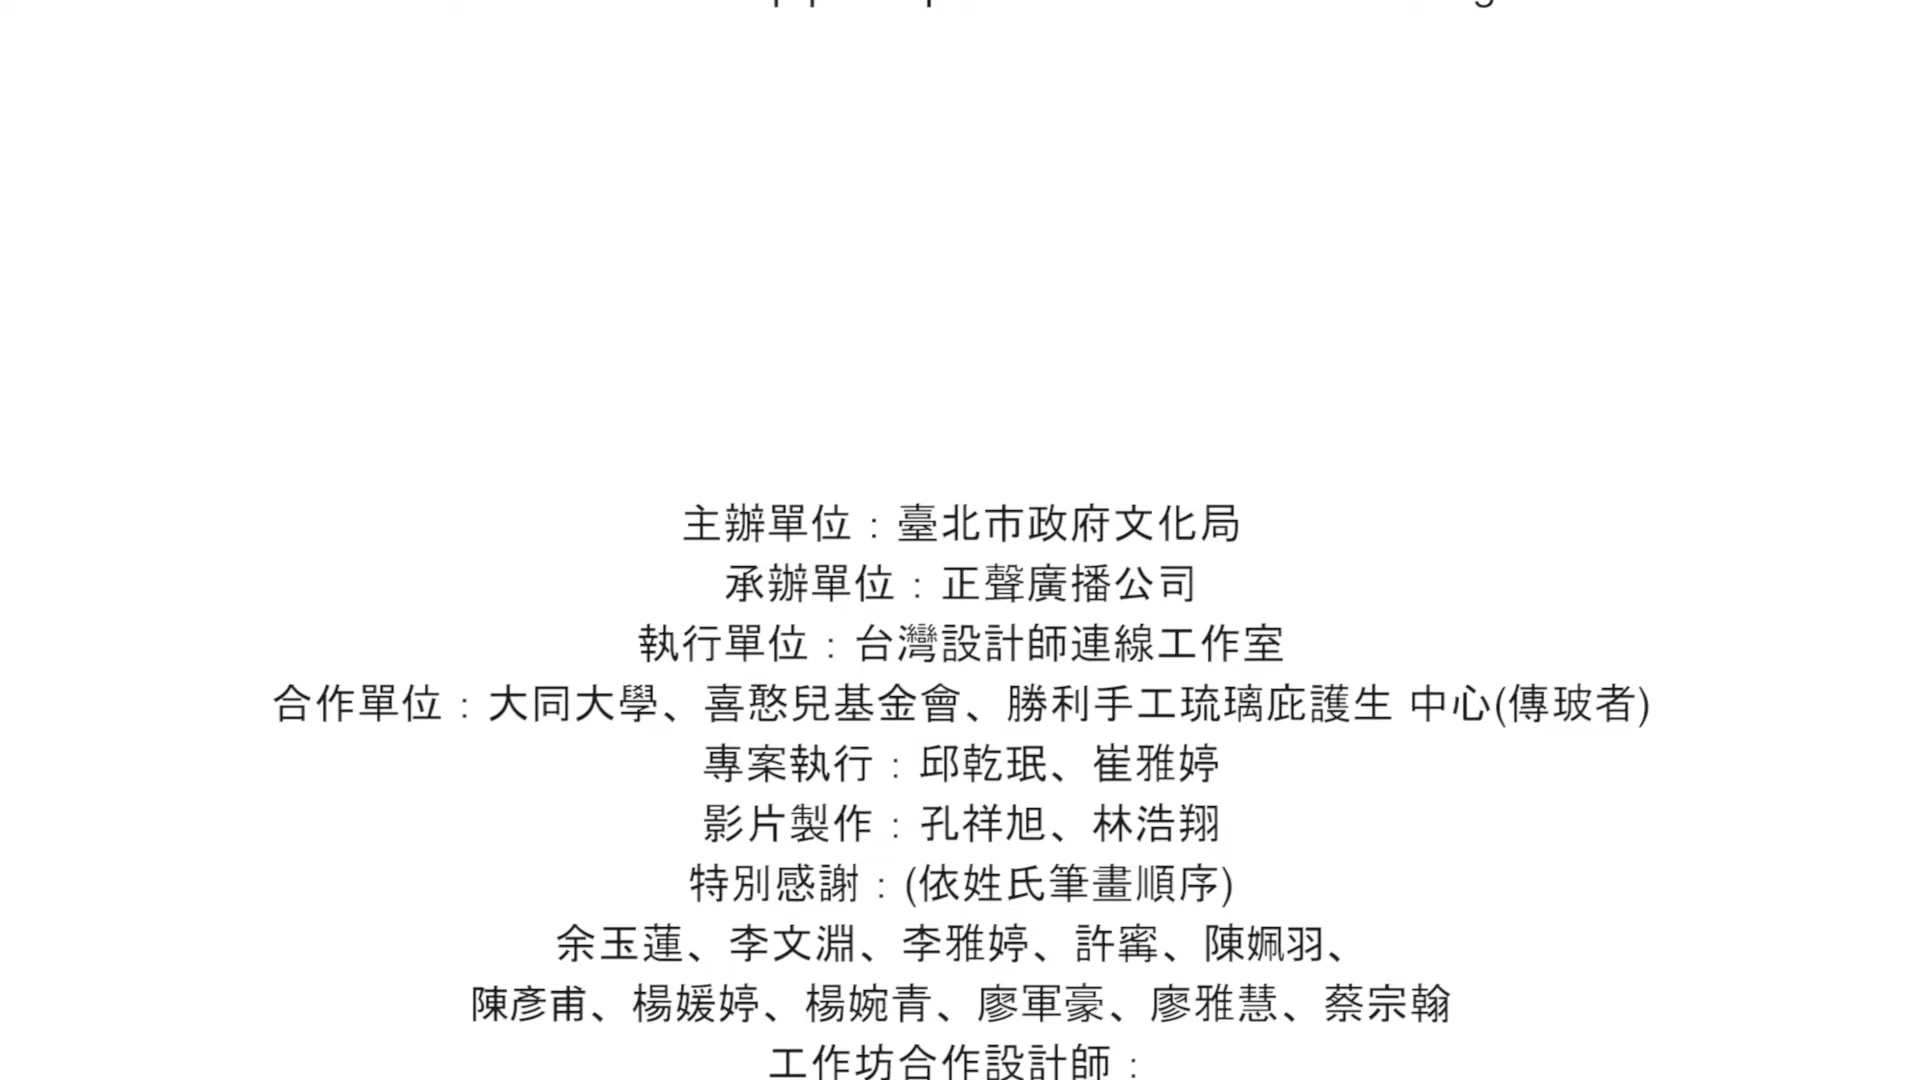 主辦單位：臺北市政府文化局
承辦單位：正聲廣播公司
執行單位：台灣設計師連線工作室
合作單位：大同大學、喜憨兒基金會、勝利手工琉璃庇護生 中心(傳玻者)
專案執行：邱乾珉、崔雅婷
影片製作：孔祥旭、林浩翔
特別感謝：(依姓氏筆畫順序)
余玉蓮、李文淵、李雅婷、許寗、陳姵羽、
陳彥甫、楊媛婷、楊婉青、廖軍豪、廖雅慧、蔡宗翰
工作坊合作設計師：